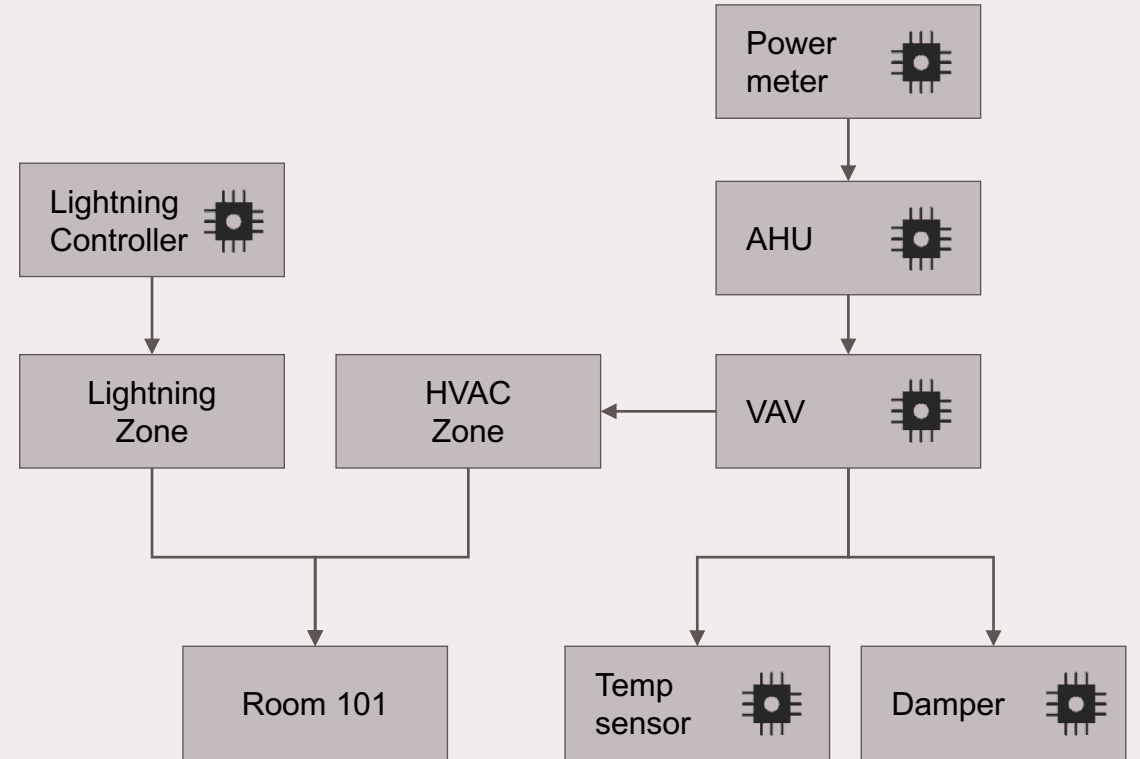 Power
meter
Lightning
Controller
AHU
Lightning
Zone
HVAC
Zone
VAV
Room 101
Temp
sensor
Damper